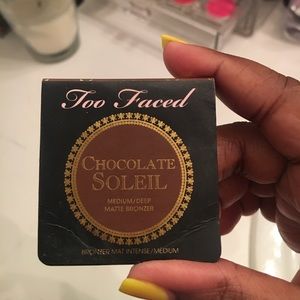 Too Faced
CHOCOLATE
SOLEIL
MEDIUM/DEEP
MATTE BRONZER
BRONZER MAT INTENSE/MEDIUM